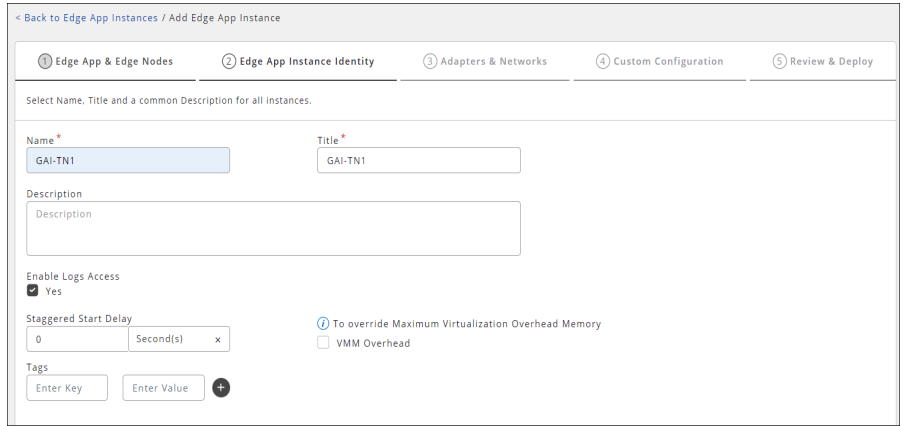 < Back to Edge App Instances / Add Edge App Instance
1 Edge App & Edge Nodes 2 Edge App Instance Identity 3 Adapters & Networks 4 Custom Configuration 5 Review & Deploy
Select Name, Title and a common Description for all instances.
Name * Title *
GAI-TN1 GAI-TN1
Description
Description
Enable Logs Access
Yes
Staggered Start Delay
i To override Maximum Virtualization Overhead Memory
0 Second(s) x
VMM Overhead
Tags
Enter Key Enter Value +